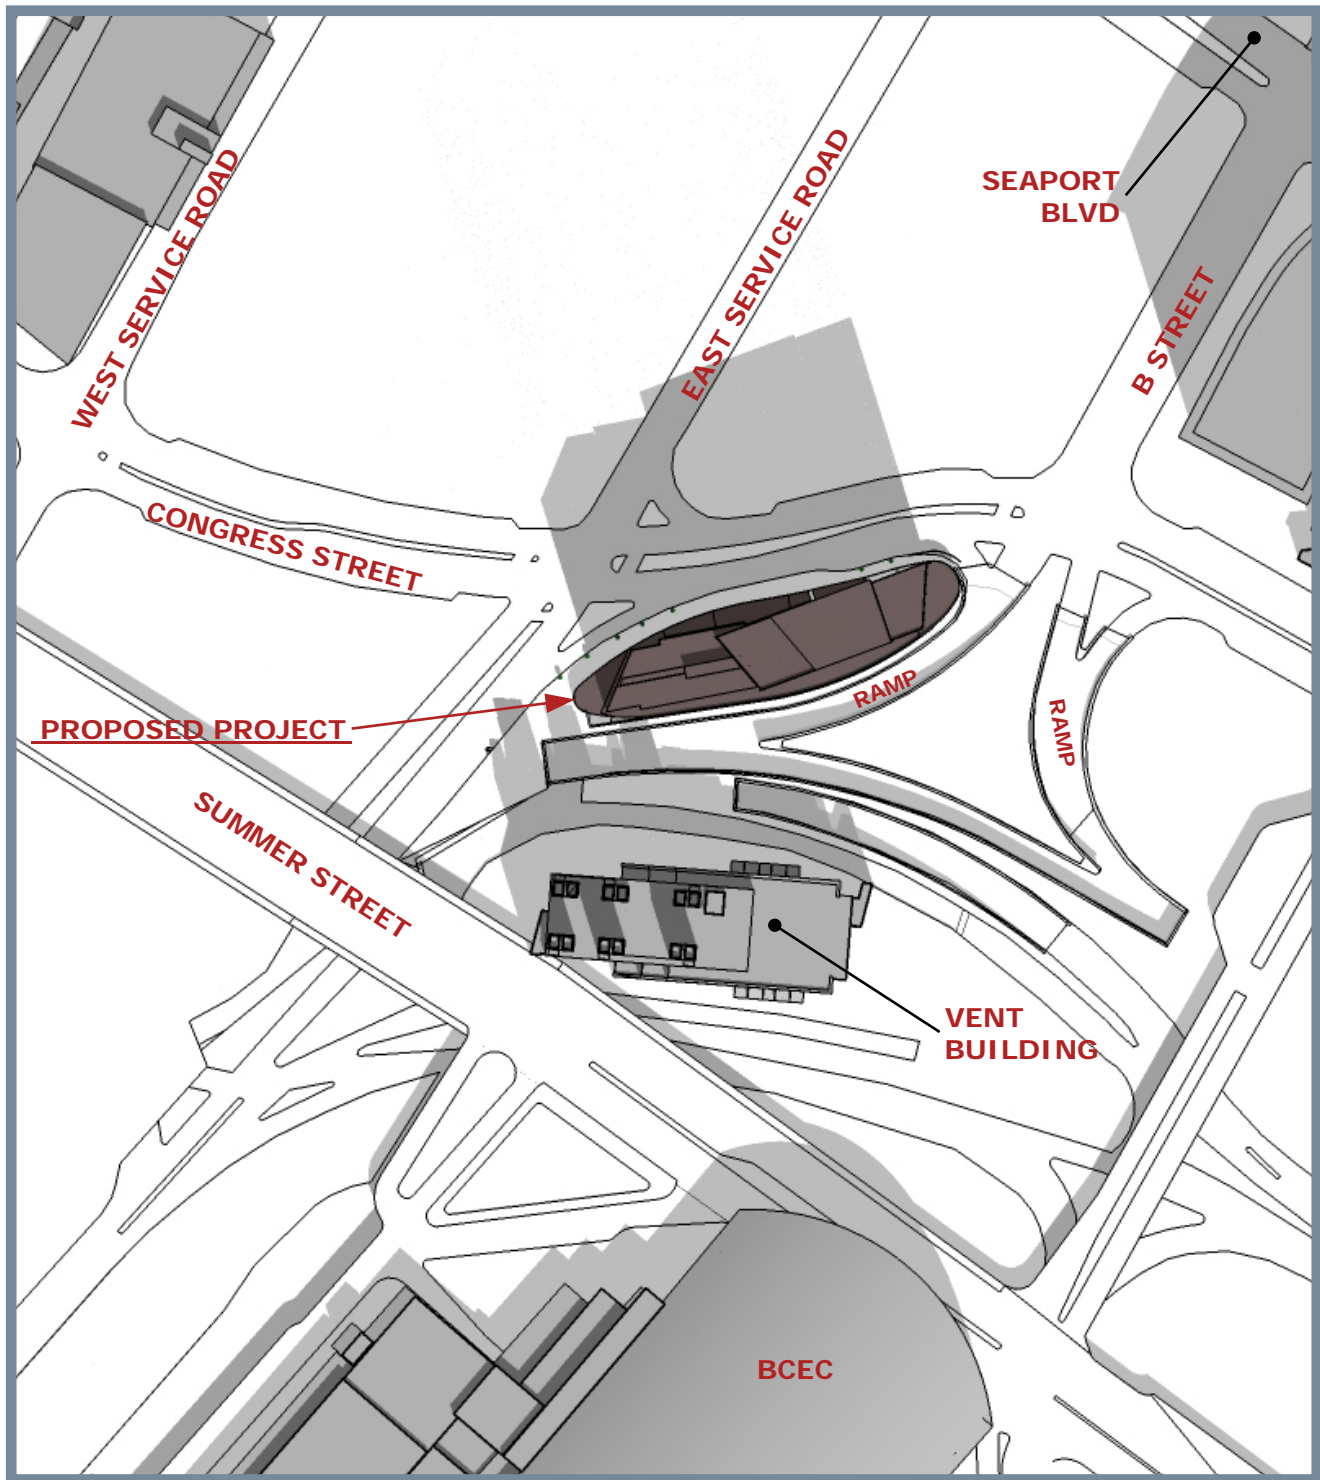 SEAPORT
BLVD
WEST SERVICE ROAD
EAST SERVICE ROAD
B STREET
CONGRESS STREET
RAMP
RAMP
PROPOSED PROJECT
SUMMER STREET
VENT
BUILDING
BCEC